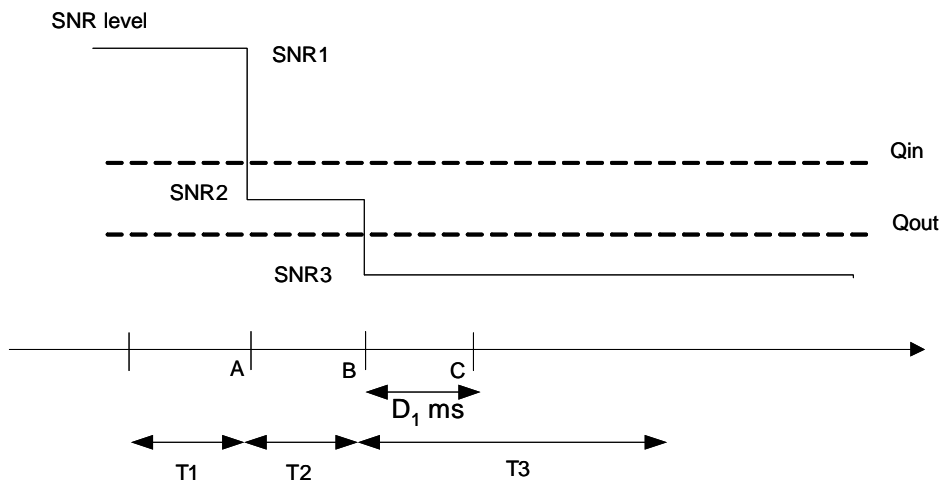 SNR level
SNR1
Qin
SNR2
Qout
SNR3
A B C
D₁ ms
T1 T2 T3